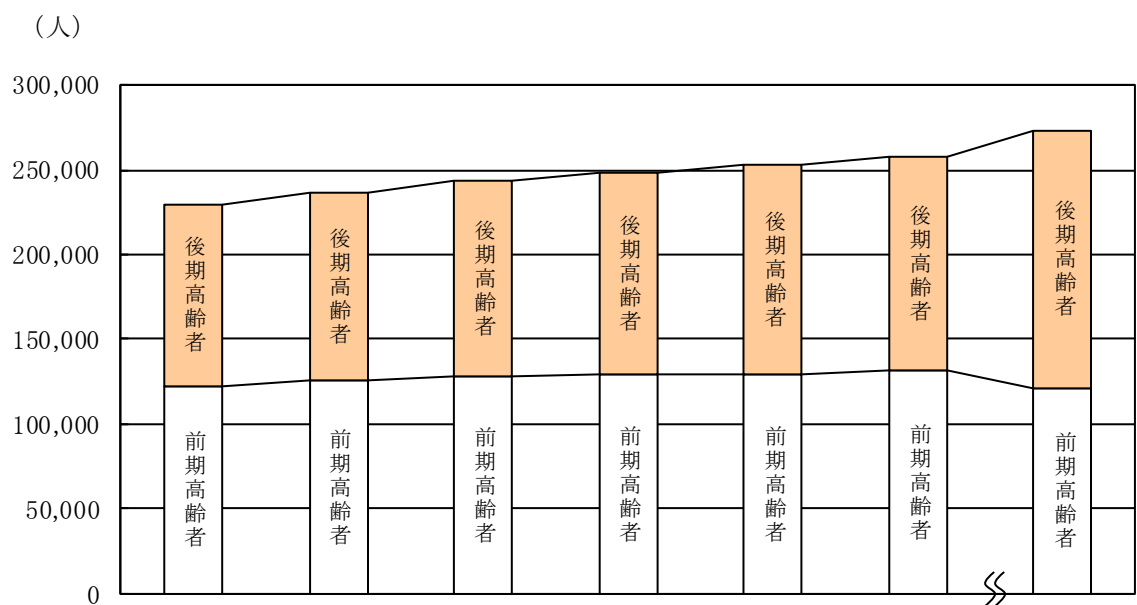 （人）
300,000
250,000
200,000
150,000
100,000
50,000
0
後期高齢者
後期高齢者
後期高齢者
後期高齢者
後期高齢者
後期高齢者
後期高齢者
前期高齢者
前期高齢者
前期高齢者
前期高齢者
前期高齢者
前期高齢者
前期高齢者